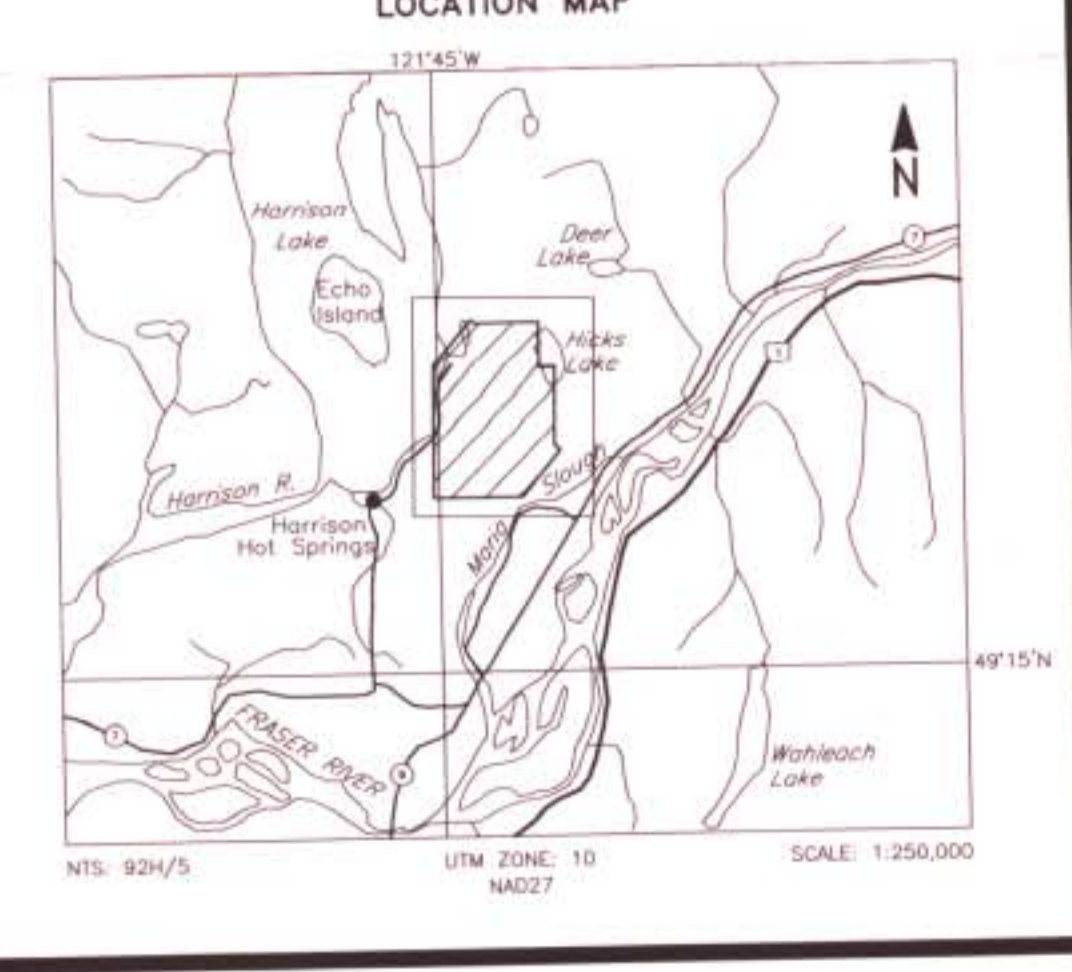 LOCATION MAP
121°45'W
N
Harrison
Lake
Deer
Lake
7
Echo
Island
Hicks
Lake
1
Slough
Harrison R.
Harrison
Hot Springs
Maria
49°15'N
7
FRASER RIVER
9
Wahleach
Lake
NTS: 92H/5
UTM ZONE: 10
NAD27
SCALE: 1:250,000